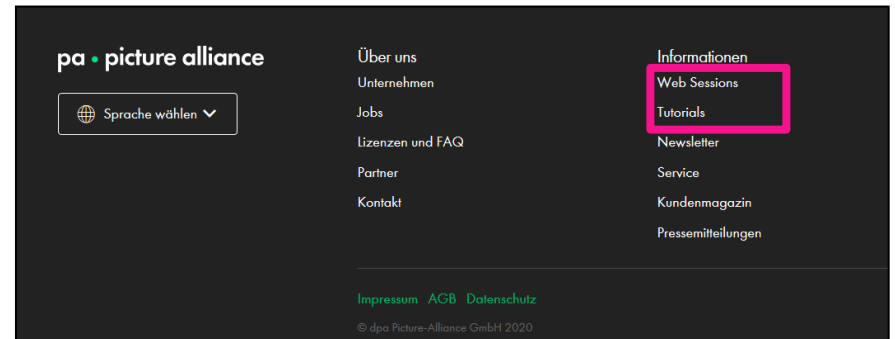 pa • picture alliance
Sprache wählen
Über uns
Unternehmen
Jobs
Lizenzen und FAQ
Partner
Kontakt
Informationen
Web Sessions
Tutorials
Newsletter
Service
Kundenmagazin
Pressemitteilungen
Impressum AGB Datenschutz
© dpa Picture-Alliance GmbH 2020